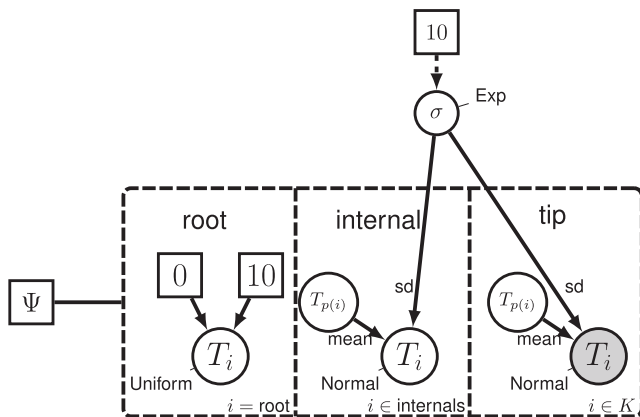 10
σ
Exp
root
internal
tip
0
10
Ψ
T_{p(i)}
T_{p(i)}
sd
sd
mean
mean
T_i
T_i
T_i
Uniform
Normal
Normal
i = root
i ∈ internals
i ∈ K